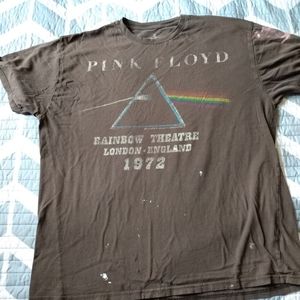 PINK FLOYD
RAINBOW THEATRE
LONDON-ENGLAND
1972